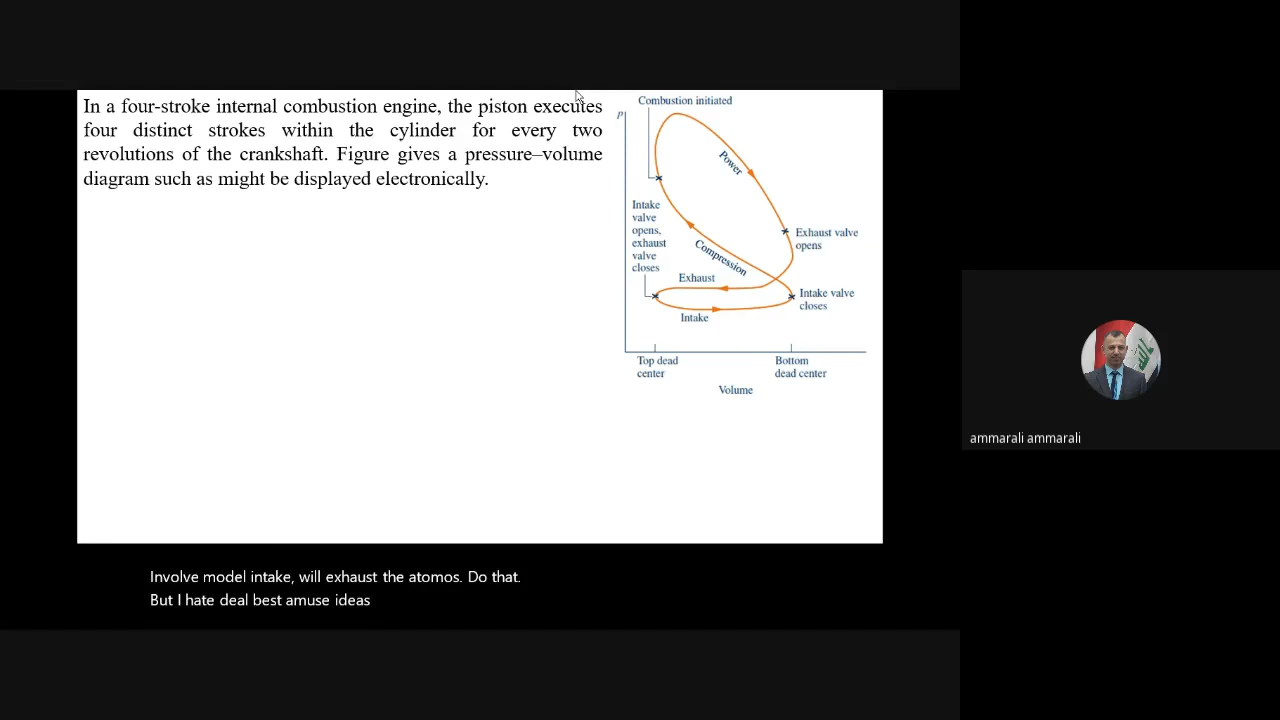 In a four-stroke internal combustion engine, the piston executes
four distinct strokes within the cylinder for every two
revolutions of the crankshaft. Figure gives a pressure–volume
diagram such as might be displayed electronically.
Combustion initiated
p
Power
Intake
valve
opens,
exhaust
valve
closes
Exhaust valve
opens
Compression
Exhaust
Intake valve
closes
Intake
Top dead
center
Bottom
dead center
Volume
ammarali ammarali
Involve model intake, will exhaust the atomos. Do that.
But I hate deal best amuse ideas